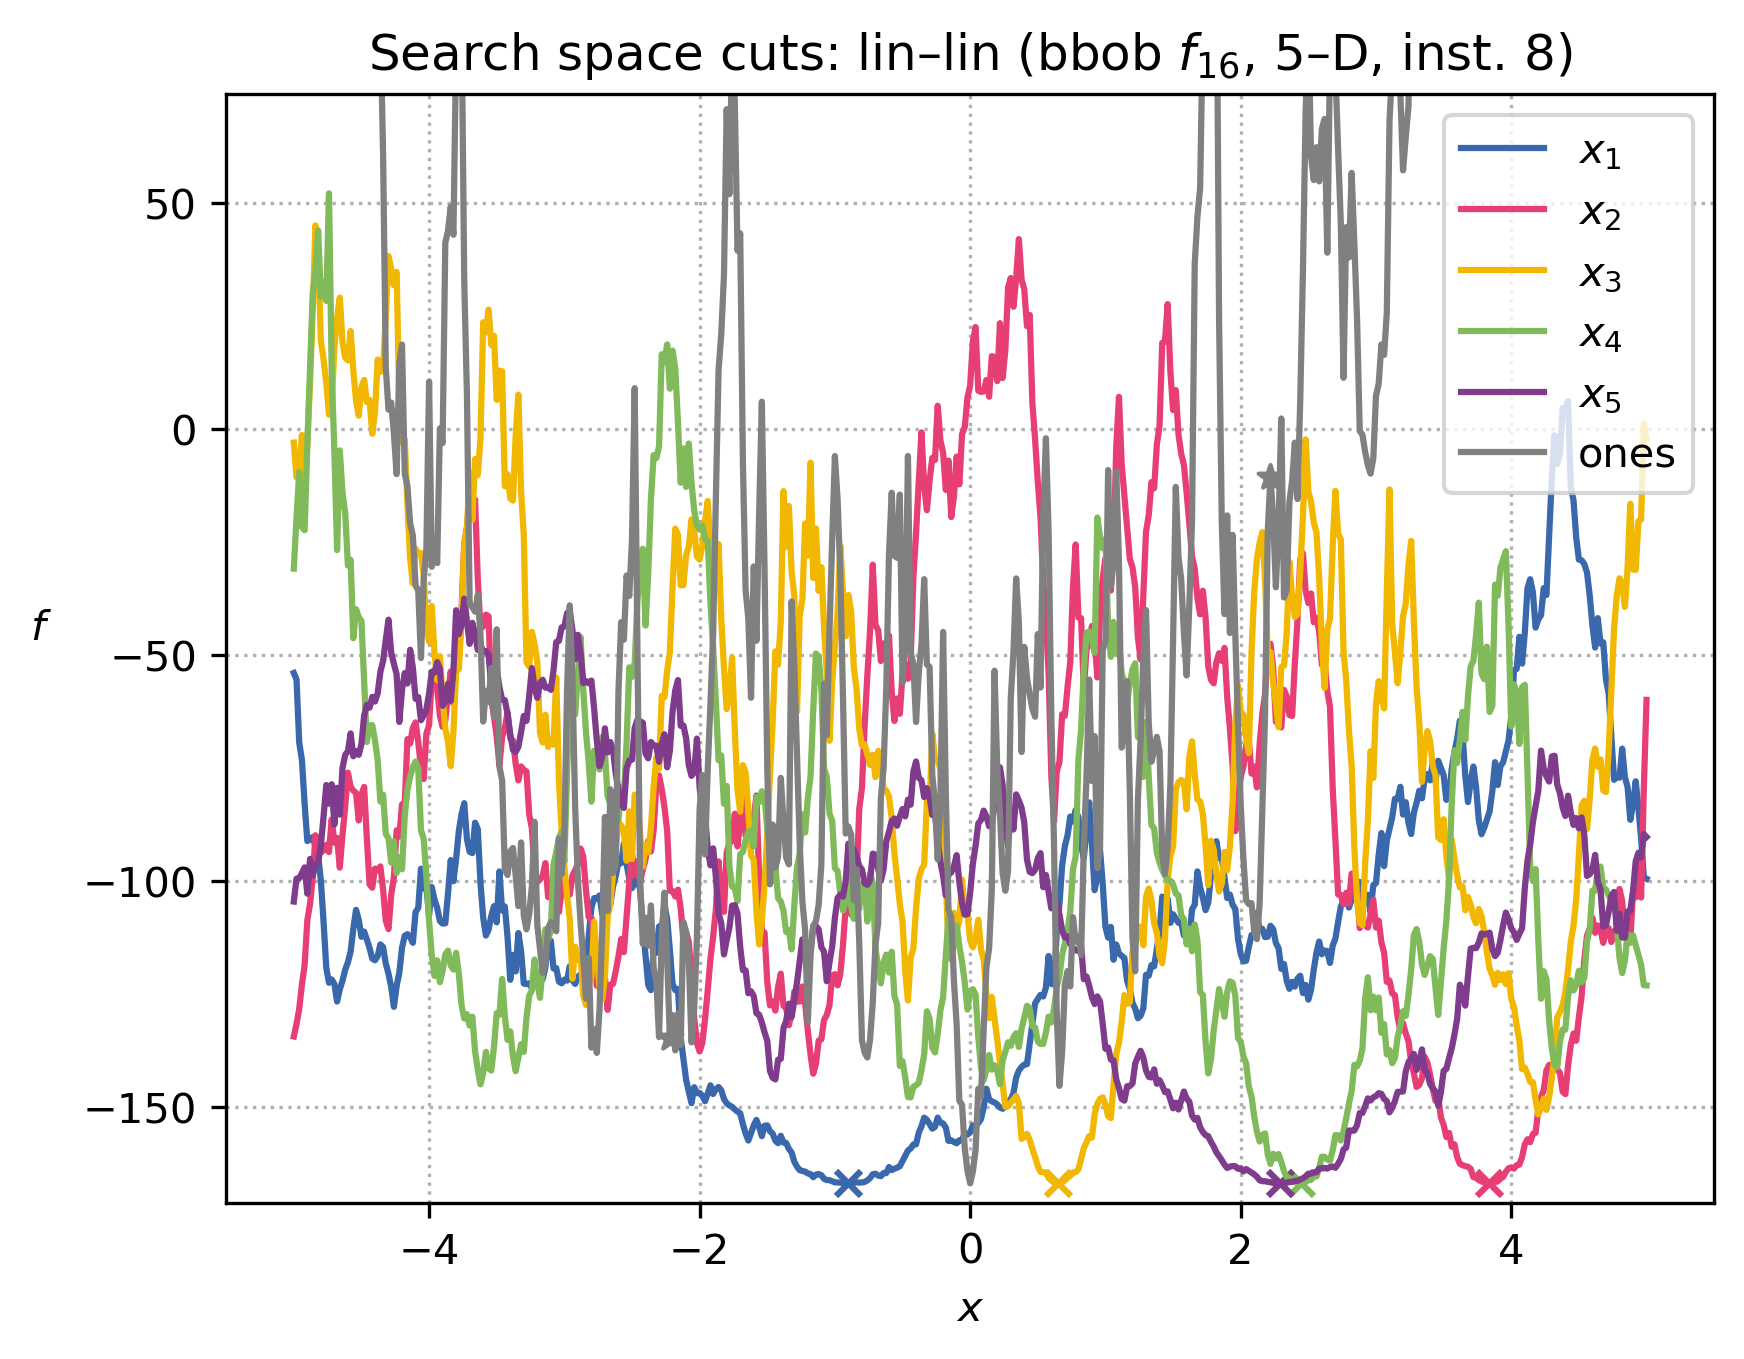 Search space cuts: lin–lin (bbob f16, 5–D, inst. 8)
50
0
−50
−100
−150
f
−4
−2
0
2
4
x
x1
x2
x3
x4
x5
ones